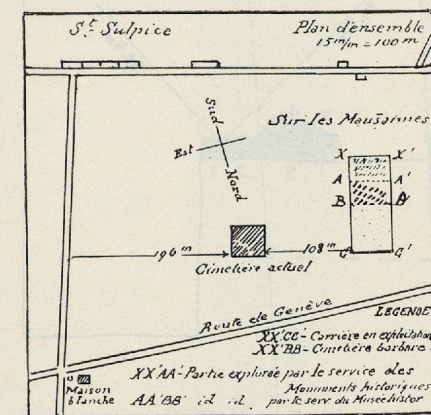 St. Sulpice
Plan d'ensemble
15 m/m = 100 m
Sud
Est
Nord
Sur les Mousannes
X X'
A A'
B B'
C C'
196 m
108 m
Cimetière actuel
Route de Genève
LEGENDE
XX'CC' - Carrière en exploitation
XX'BB - Cimetière barbare
Maison
blanche
XX'AA' - Partie explorée par le service des
Monuments historiques
AA'BB' id id par le serv du Musée histor